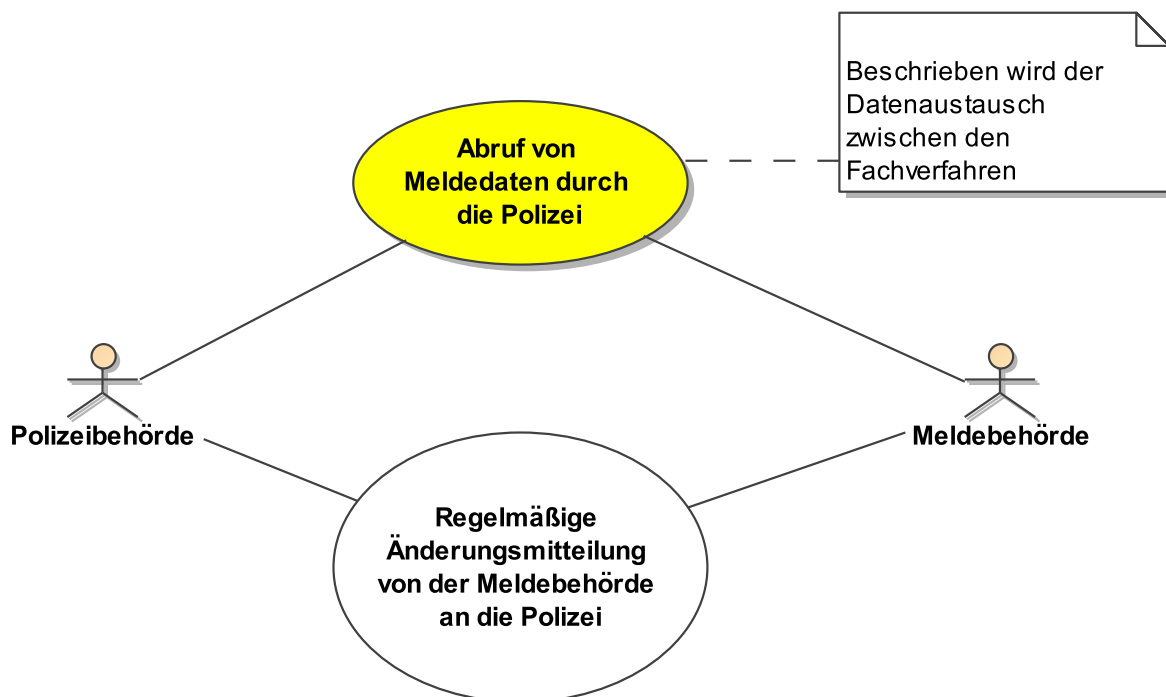 Beschrieben wird der
Datenaustausch
zwischen den
Fachverfahren
Abruf von
Meldedaten durch
die Polizei
Polizeibehörde
Meldebehörde
Regelmäßige
Änderungsmitteilung
von der Meldebehörde
an die Polizei